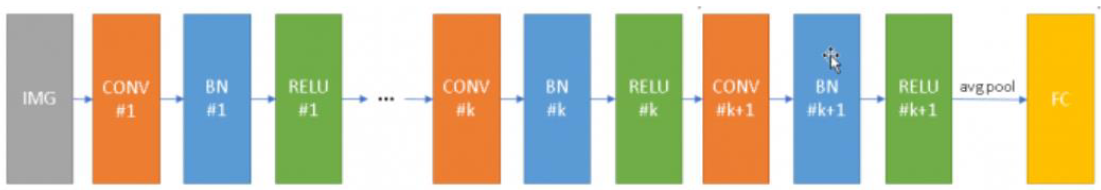 IMG
CONV
#1
BN
#1
RELU
#1
...
CONV
#k
BN
#k
RELU
#k
CONV
#k+1
BN
#k+1
RELU
#k+1
avg pool
FC